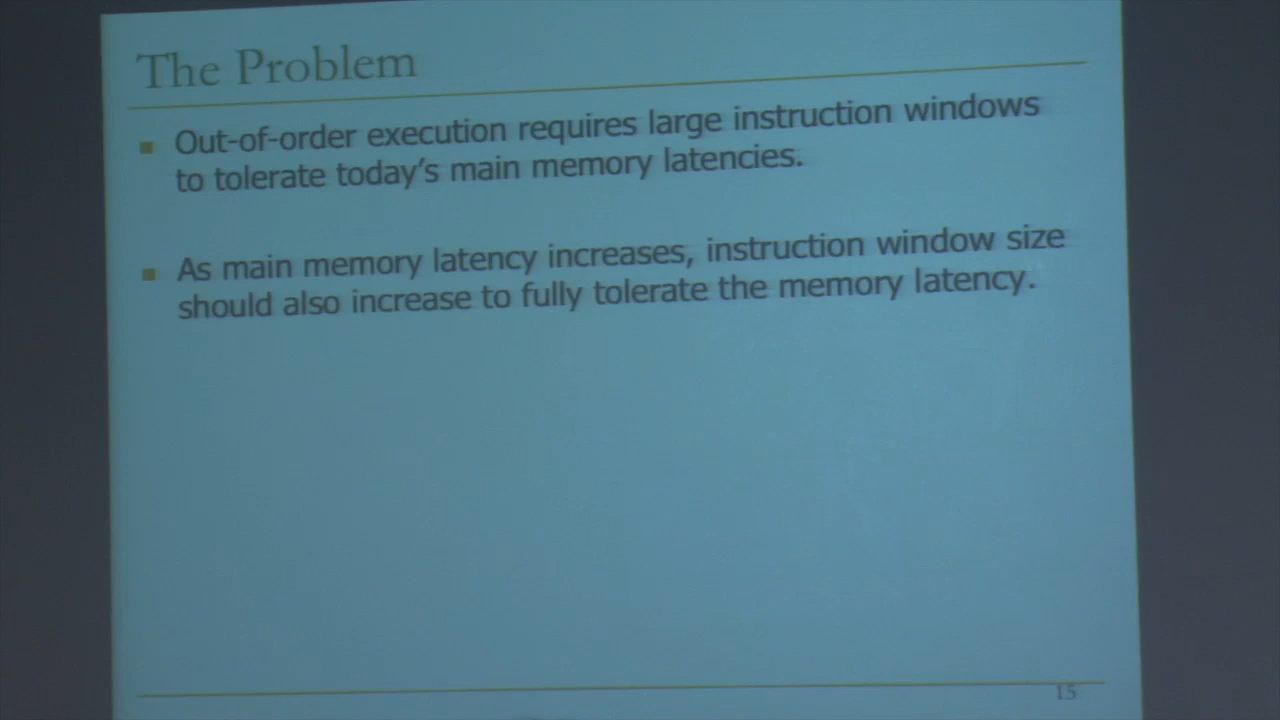 The Problem
Out-of-order execution requires large instruction windows
to tolerate today's main memory latencies.
As main memory latency increases, instruction window size
should also increase to fully tolerate the memory latency.
15